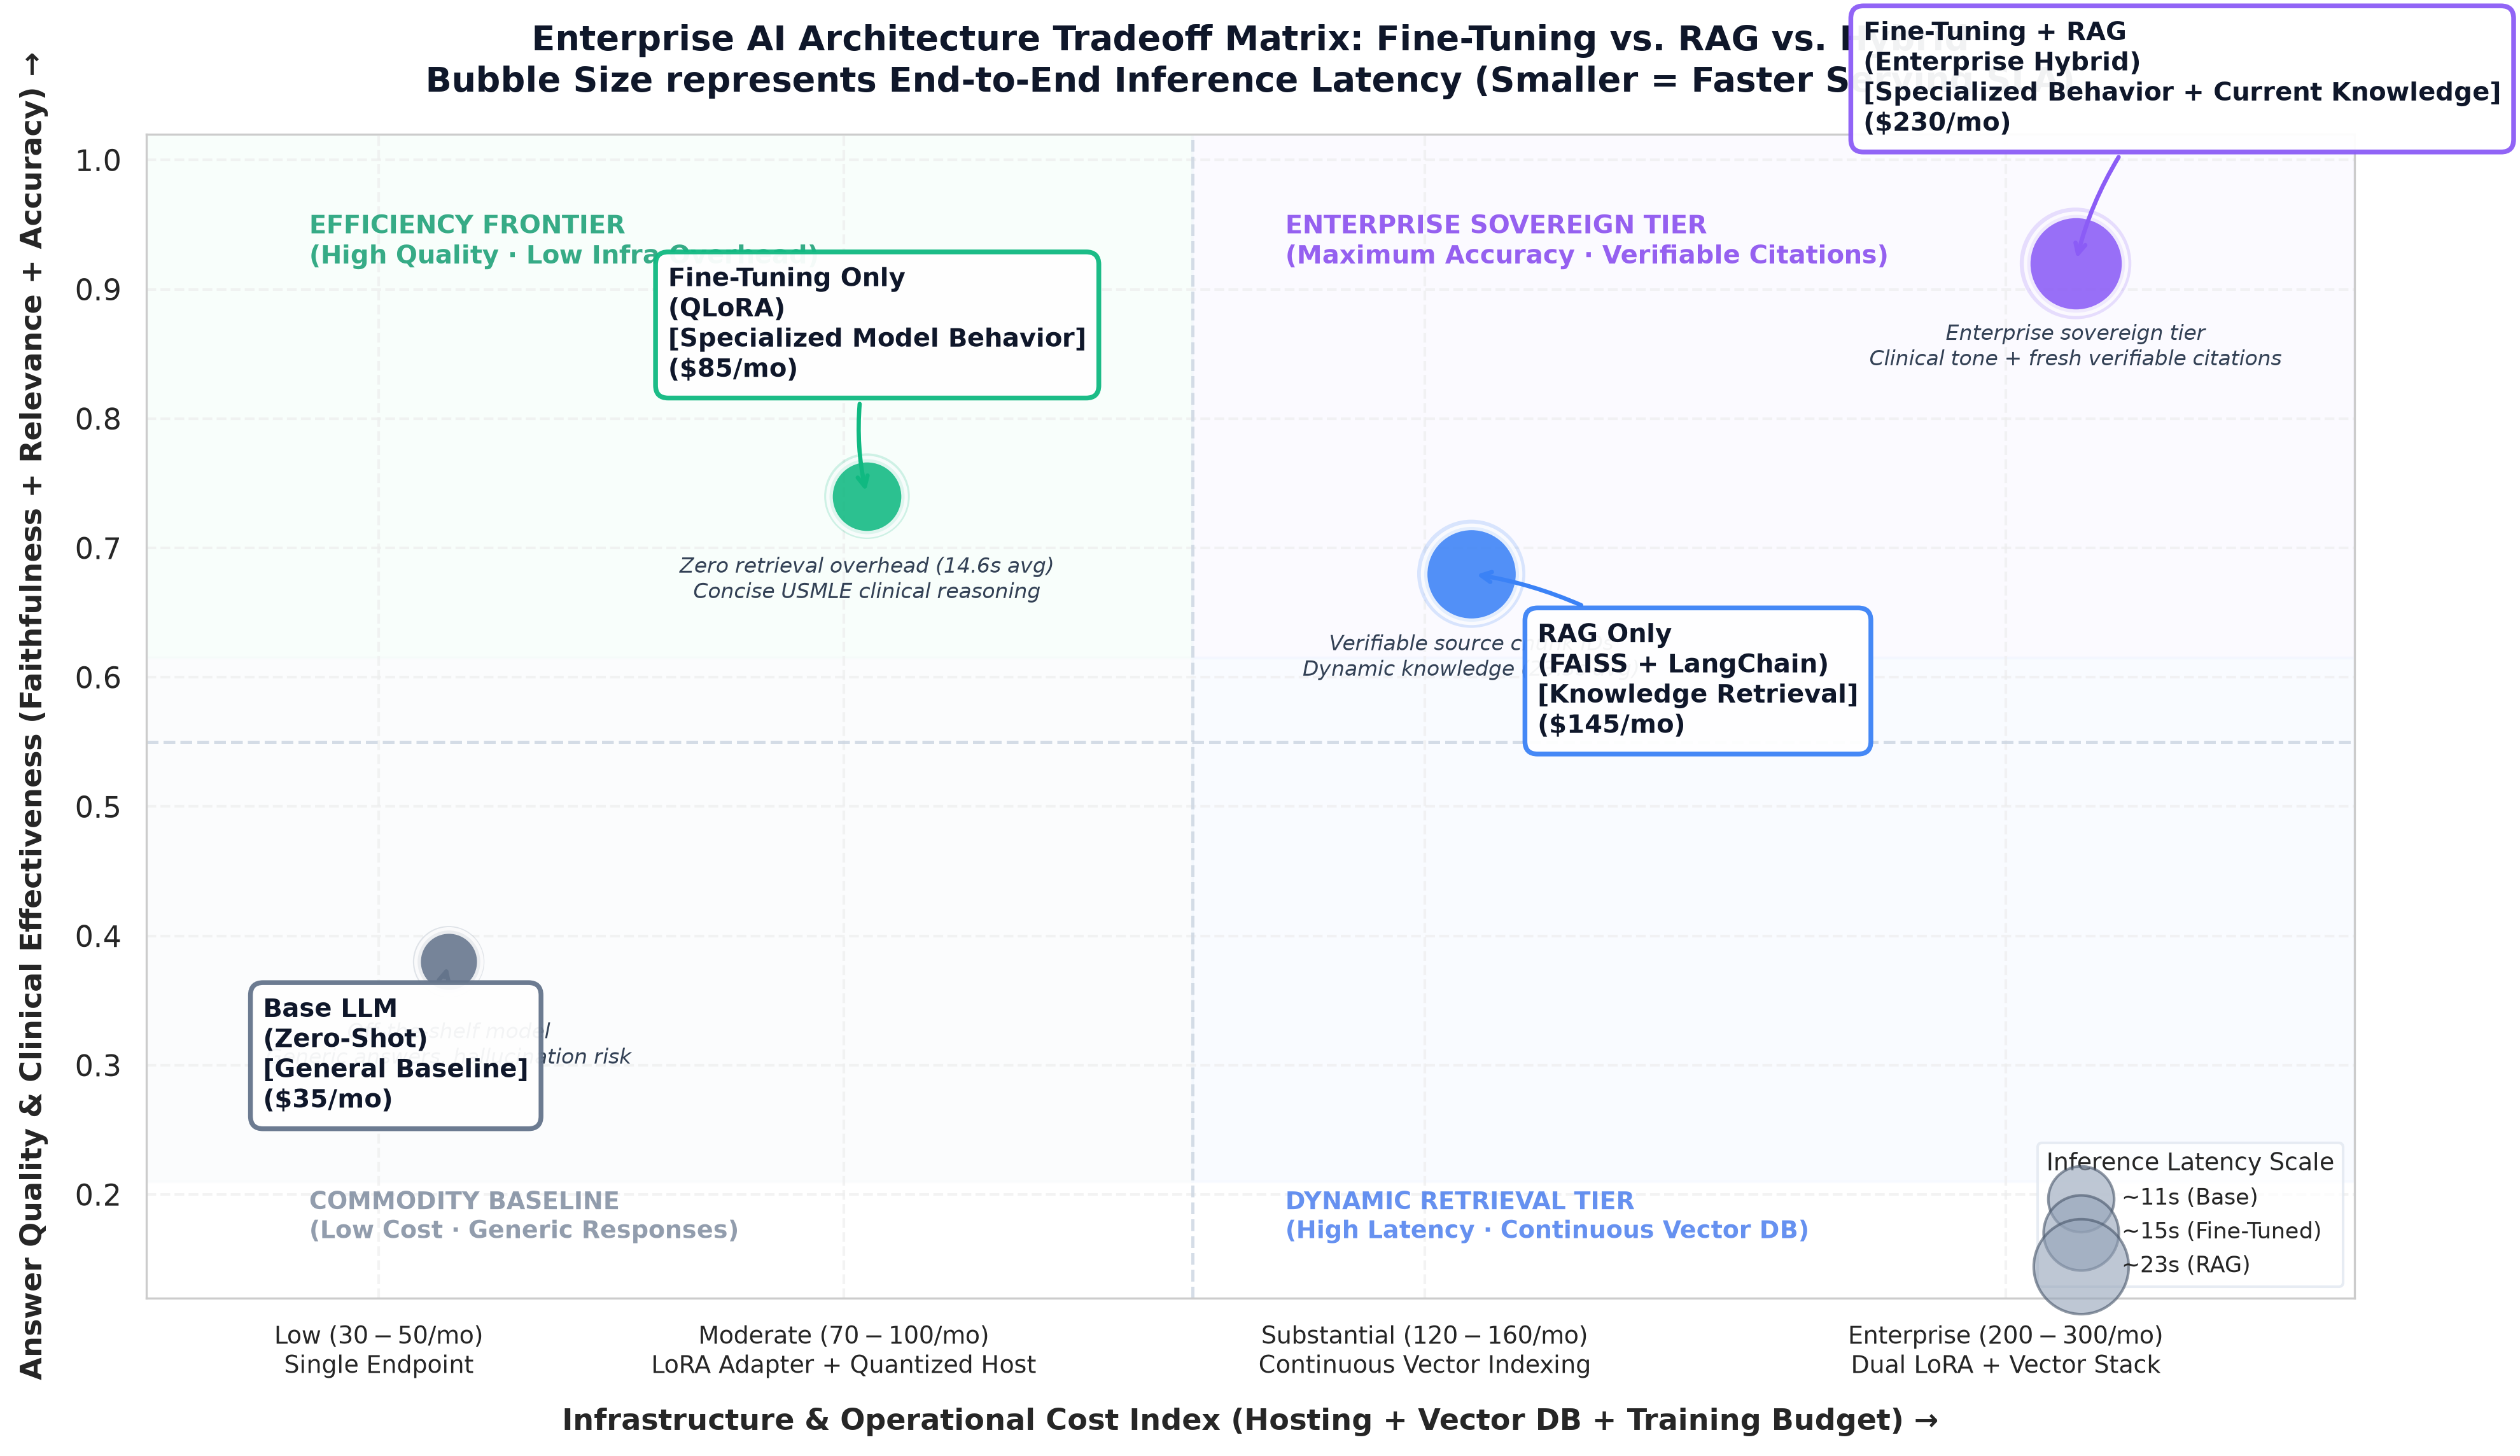 Enterprise AI Architecture Tradeoff Matrix: Fine-Tuning vs. RAG vs.
Bubble Size represents End-to-End Inference Latency (Smaller = Faster
Fine-Tuning + RAG
(Enterprise Hybrid)
[Specialized Behavior + Current Knowledge]
($230/mo)
Answer Quality & Clinical Effectiveness (Faithfulness + Relevance + Accuracy) →
1.0
0.9
0.8
0.7
0.6
0.5
0.4
0.3
0.2
EFFICIENCY FRONTIER
(High Quality · Low Infra Overhead)
Fine-Tuning Only
(QLoRA)
[Specialized Model Behavior]
($85/mo)
Zero retrieval overhead (14.6s avg)
Concise USMLE clinical reasoning
ENTERPRISE SOVEREIGN TIER
(Maximum Accuracy · Verifiable Citations)
Enterprise sovereign tier
Clinical tone + fresh verifiable citations
Verifiable source
Dynamic knowledge
RAG Only
(FAISS + LangChain)
[Knowledge Retrieval]
($145/mo)
Base LLM
(Zero-Shot)
[General Baseline]
($35/mo)
model
risk
COMMODITY BASELINE
(Low Cost · Generic Responses)
DYNAMIC RETRIEVAL TIER
(High Latency · Continuous Vector DB)
Inference Latency Scale
~11s (Base)
~15s (Fine-Tuned)
~23s (RAG)
Low (30 − 50/mo)
Single Endpoint
Moderate (70 − 100/mo)
LoRA Adapter + Quantized Host
Substantial (120 − 160/mo)
Continuous Vector Indexing
Enterprise (200 − 300/mo)
Dual LoRA + Vector Stack
Infrastructure & Operational Cost Index (Hosting + Vector DB + Training Budget) →